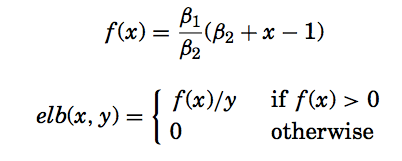 f(x) = β₁/β₂ (β₂ + x − 1)
elb(x, y) = { f(x)/y if f(x) > 0
0 otherwise